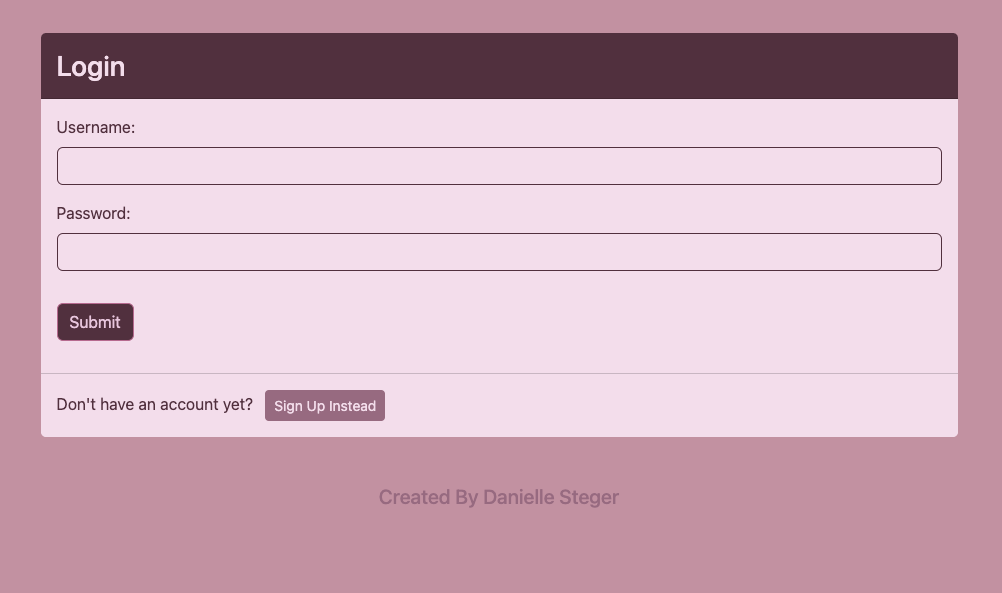 Login
Username:
Password:
Submit
Don't have an account yet? Sign Up Instead
Created By Danielle Steger